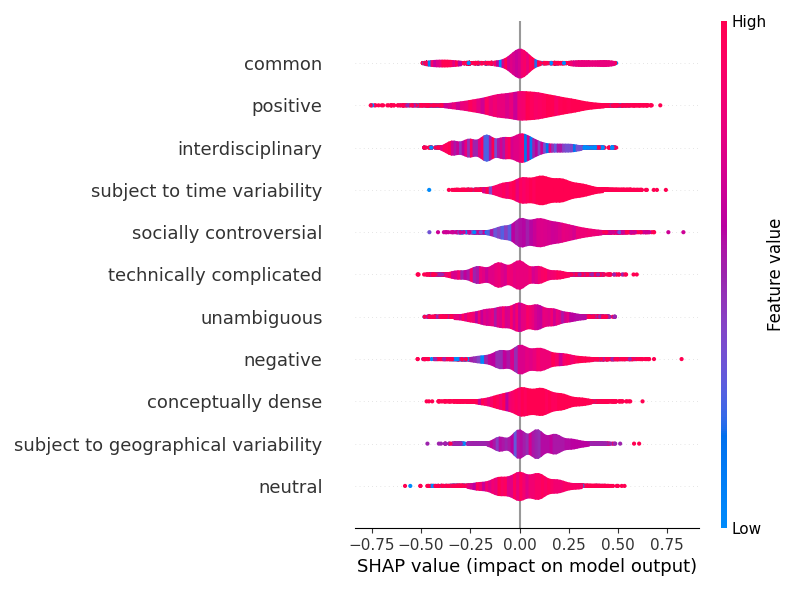 High
common
positive
interdisciplinary
subject to time variability
socially controversial
technically complicated
unambiguous
negative
conceptually dense
subject to geographical variability
neutral
Feature value
Low
−0.75 −0.50 −0.25 0.00 0.25 0.50 0.75
SHAP value (impact on model output)